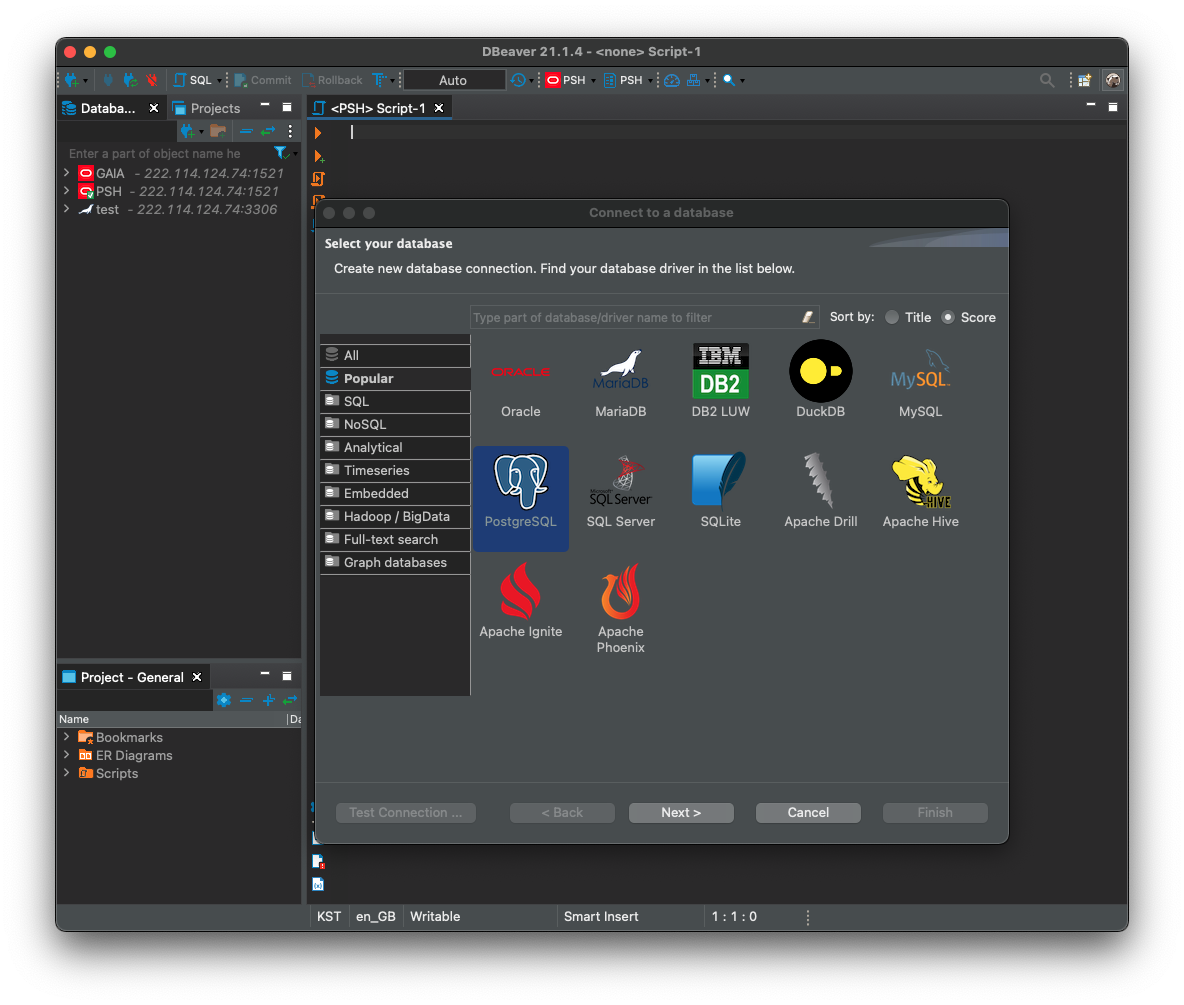 DBeaver 21.1.4 - <none> Script-1
SQL Commit Rollback Auto PSH PSH
Databa... Projects
<PSH> Script-1
Enter a part of object name he
GAIA - 222.114.124.74:1521
PSH - 222.114.124.74:1521
test - 222.114.124.74:3306
Connect to a database
Select your database
Create new database connection. Find your database driver in the list below.
Type part of database/driver name to filter
Sort by: Title Score
All
Popular
SQL
NoSQL
Analytical
Timeseries
Embedded
Hadoop / BigData
Full-text search
Graph databases
ORACLE
Oracle
MariaDB
MariaDB
IBM
DB2
DB2 LUW
DuckDB
MySQL
MySQL
PostgreSQL
Microsoft
SQL Server
SQL Server
SQLite
Apache Drill
HIVE
Apache Hive
Apache Ignite
Apache
Phoenix
Test Connection ... < Back Next > Cancel Finish
Project - General
Name Da
Bookmarks
ER Diagrams
Scripts
KST en_GB Writable Smart Insert 1 : 1 : 0